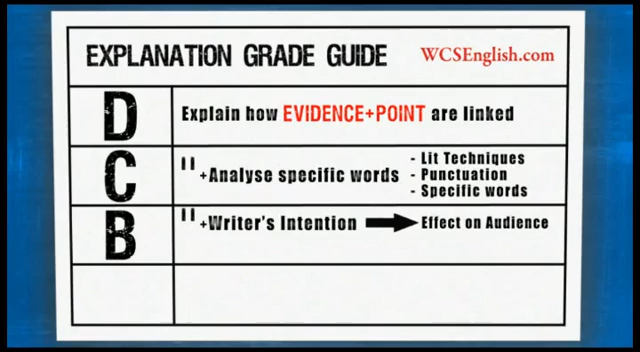 EXPLANATION GRADE GUIDE WCSEnglish.com
D Explain how EVIDENCE+POINT are linked
C " +Analyse specific words - Lit Techniques
- Punctuation
- Specific words
B " +Writer's Intention Effect on Audience